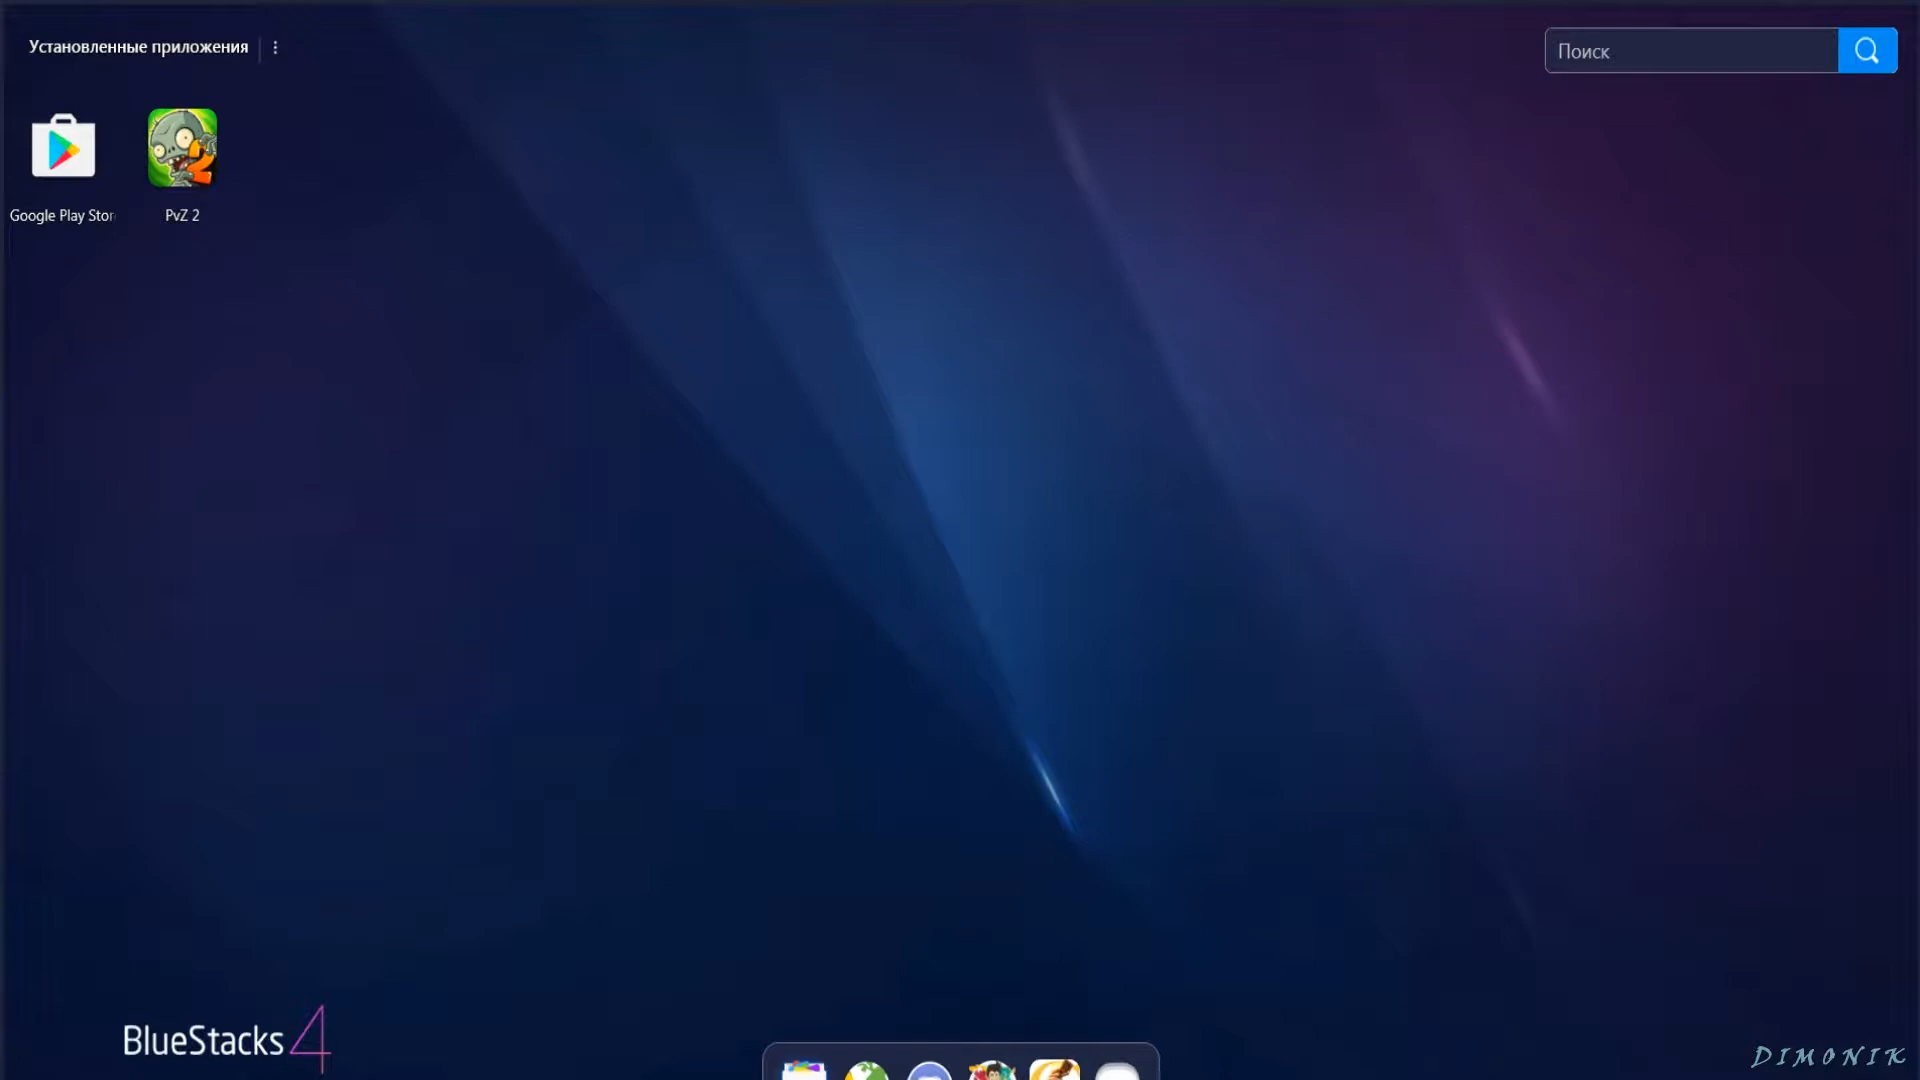 Установленные приложения
Поиск
Google Play Stor
PvZ 2
BlueStacks 4
DIMONIK